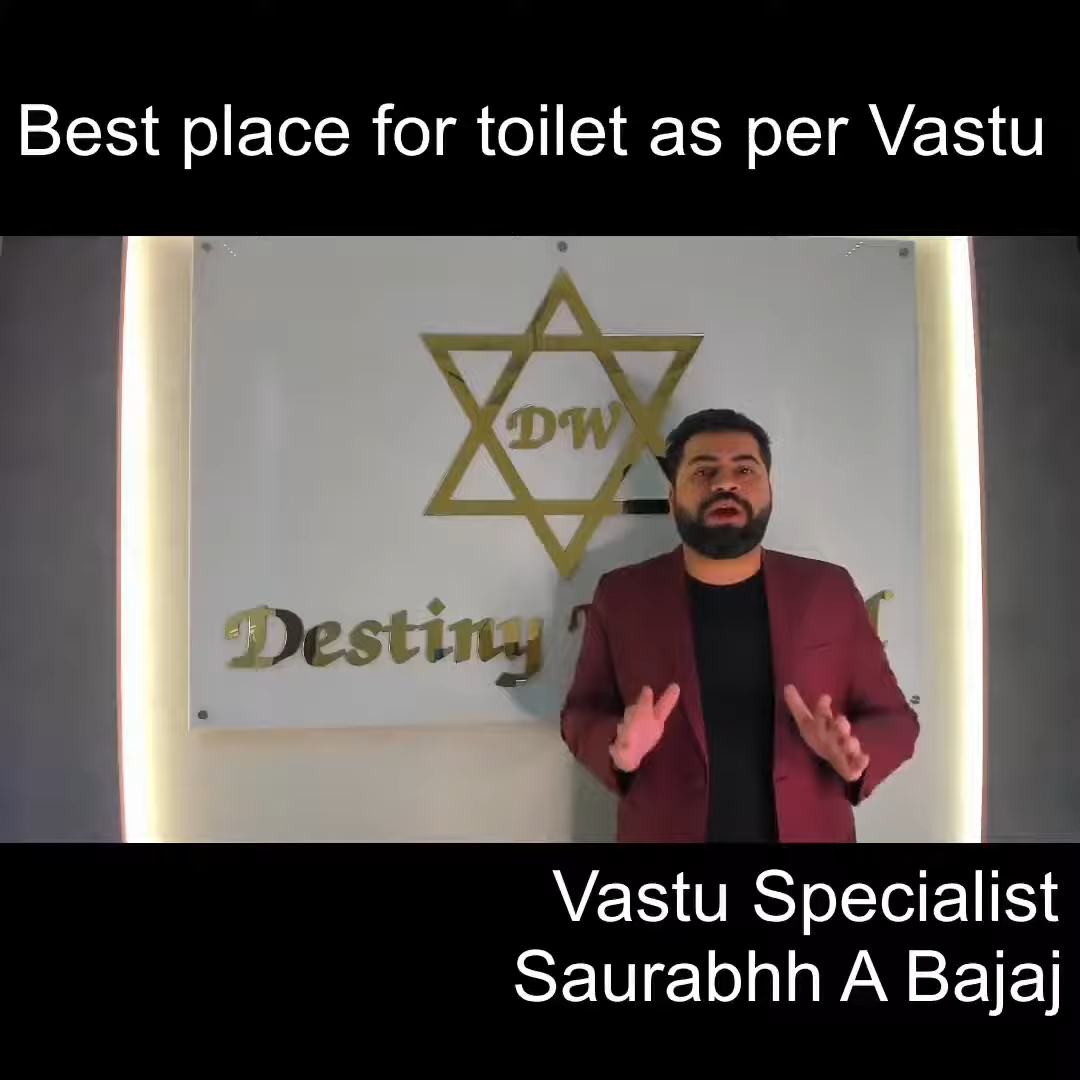 Best place for toilet as per Vastu
DW
Destiny
Vastu Specialist
Saurabhh A Bajaj